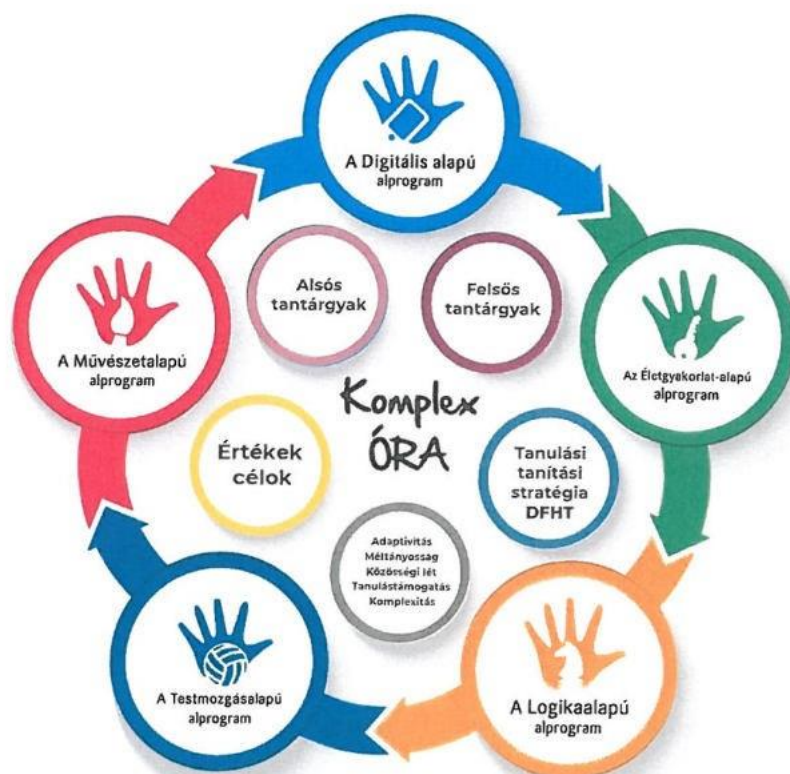 A Digitális alapú
alprogram
Alsós
tantárgyak
Felsős
tantárgyak
A Művészetalapú
alprogram
Az Életgyakorlat-alapú
alprogram
Komplex
ÓRA
Értékek
célok
Tanulási
tanítási
stratégia
DFHT
Adaptivitás
Méltányosság
Közösségi lét
Tanulástámogatás
Komplexitás
A Testmozgásalapú
alprogram
A Logikaalapú
alprogram